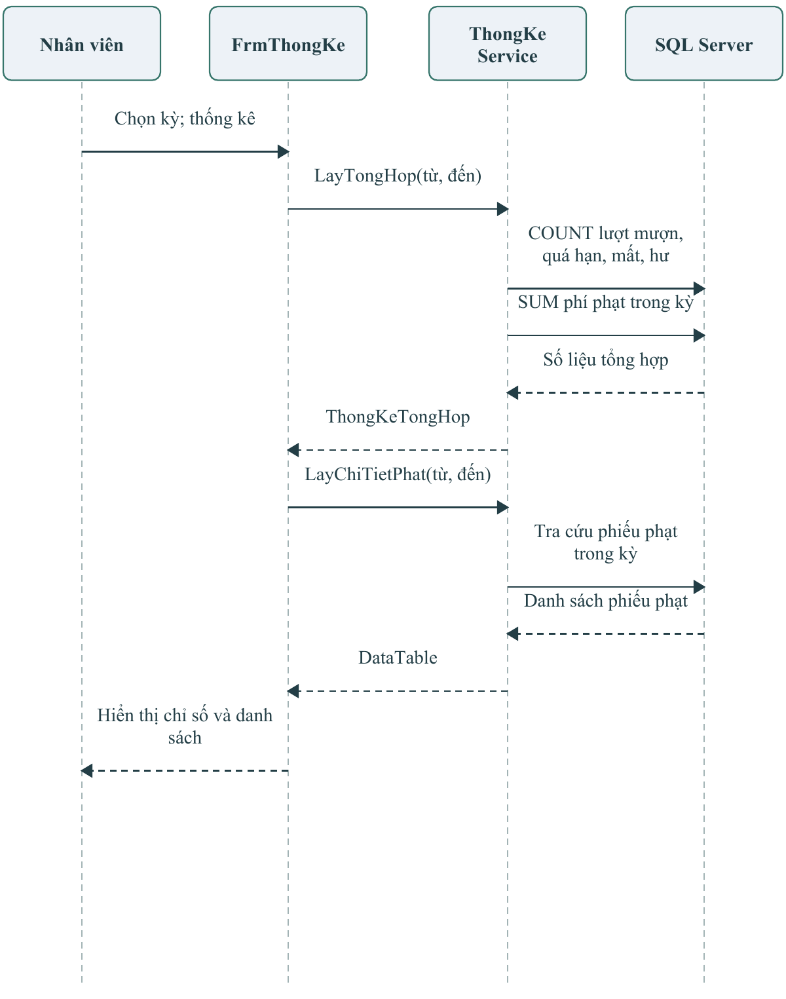 Nhân viên
FrmThongKe
ThongKe
Service
SQL Server
Chọn kỳ; thống kê
LayTongHop(từ, đến)
COUNT lượt mượn,
quá hạn, mất, hư
SUM phí phạt trong kỳ
Số liệu tổng hợp
ThongKeTongHop
LayChiTietPhat(từ, đến)
Tra cứu phiếu phạt
trong kỳ
Danh sách phiếu phạt
DataTable
Hiển thị chỉ số và danh
sách